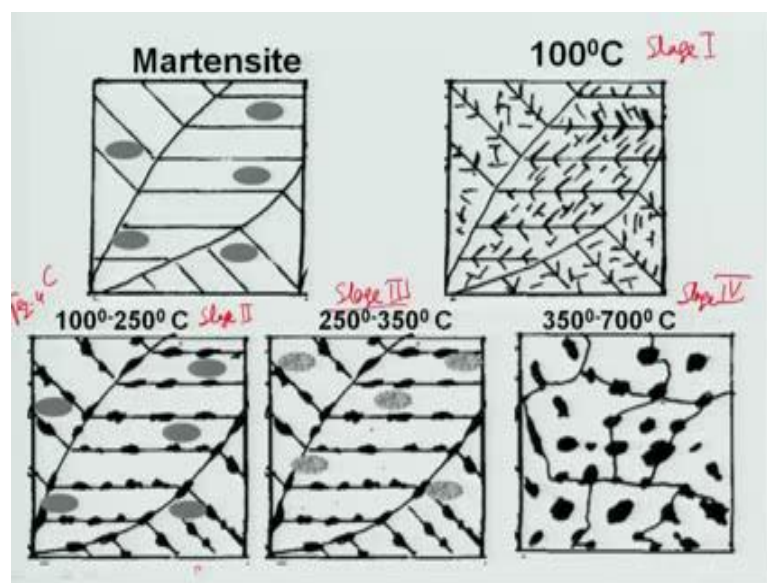 Martensite
100⁰C Stage I
Stage II
100⁰-250⁰ C
Stage III
250⁰-350⁰ C
Stage IV
350⁰-700⁰ C